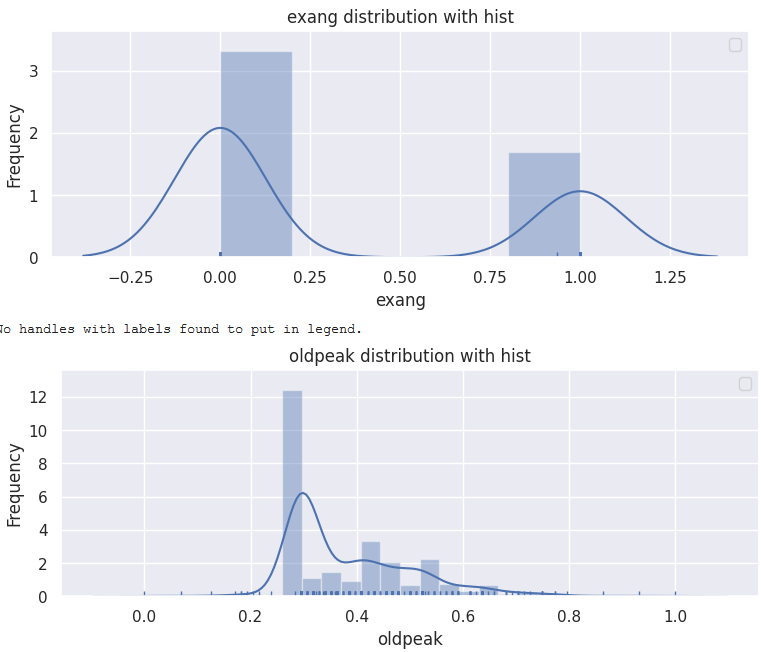 exang distribution with hist
Frequency
3
2
1
0
−0.25 0.00 0.25 0.50 0.75 1.00 1.25
exang
No handles with labels found to put in legend.
oldpeak distribution with hist
Frequency
12
10
8
6
4
2
0
0.0 0.2 0.4 0.6 0.8 1.0
oldpeak